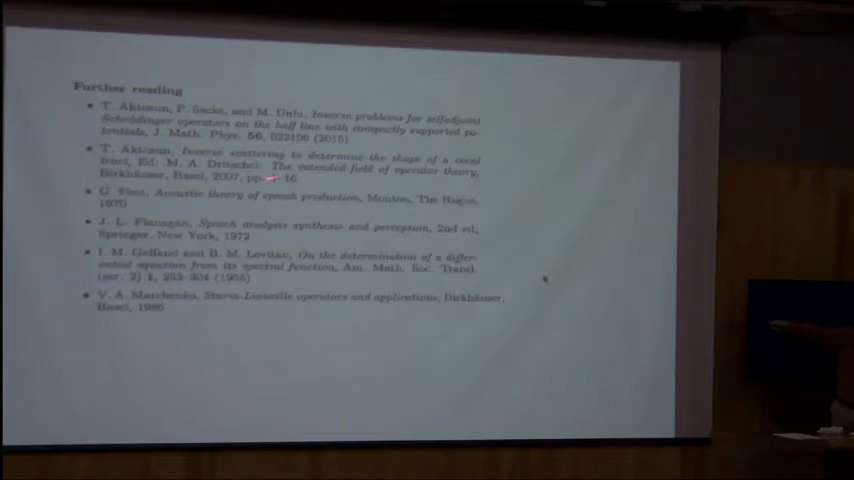 Further reading
• T. Aktosun, P. Sacks, and M. Unlu, Inverse problems for selfadjoint
Schrödinger operators on the half line with compactly supported po-
tentials, J. Math. Phys. 56, 022106 (2015)
• T. Aktosun, Inverse scattering to determine the shape of a vocal
tract, Ed: M. A. Dritschel: The extended field of operator theory,
Birkhäuser, Basel, 2007, pp. 16
• G. Fant, Acoustic theory of speech production, Mouton, The Hague,
1970
• J. L. Flanagan, Speech analysis synthesis and perception, 2nd ed,
Springer, New York, 1972
• I. M. Gelfand and B. M. Levitan, On the determination of a differ-
ential equation from its spectral function, Am. Math. Soc. Transl.
(ser. 2) 1, 253–304 (1955)
• V. A. Marchenko, Sturm-Liouville operators and applications, Birkhäuser,
Basel, 1986